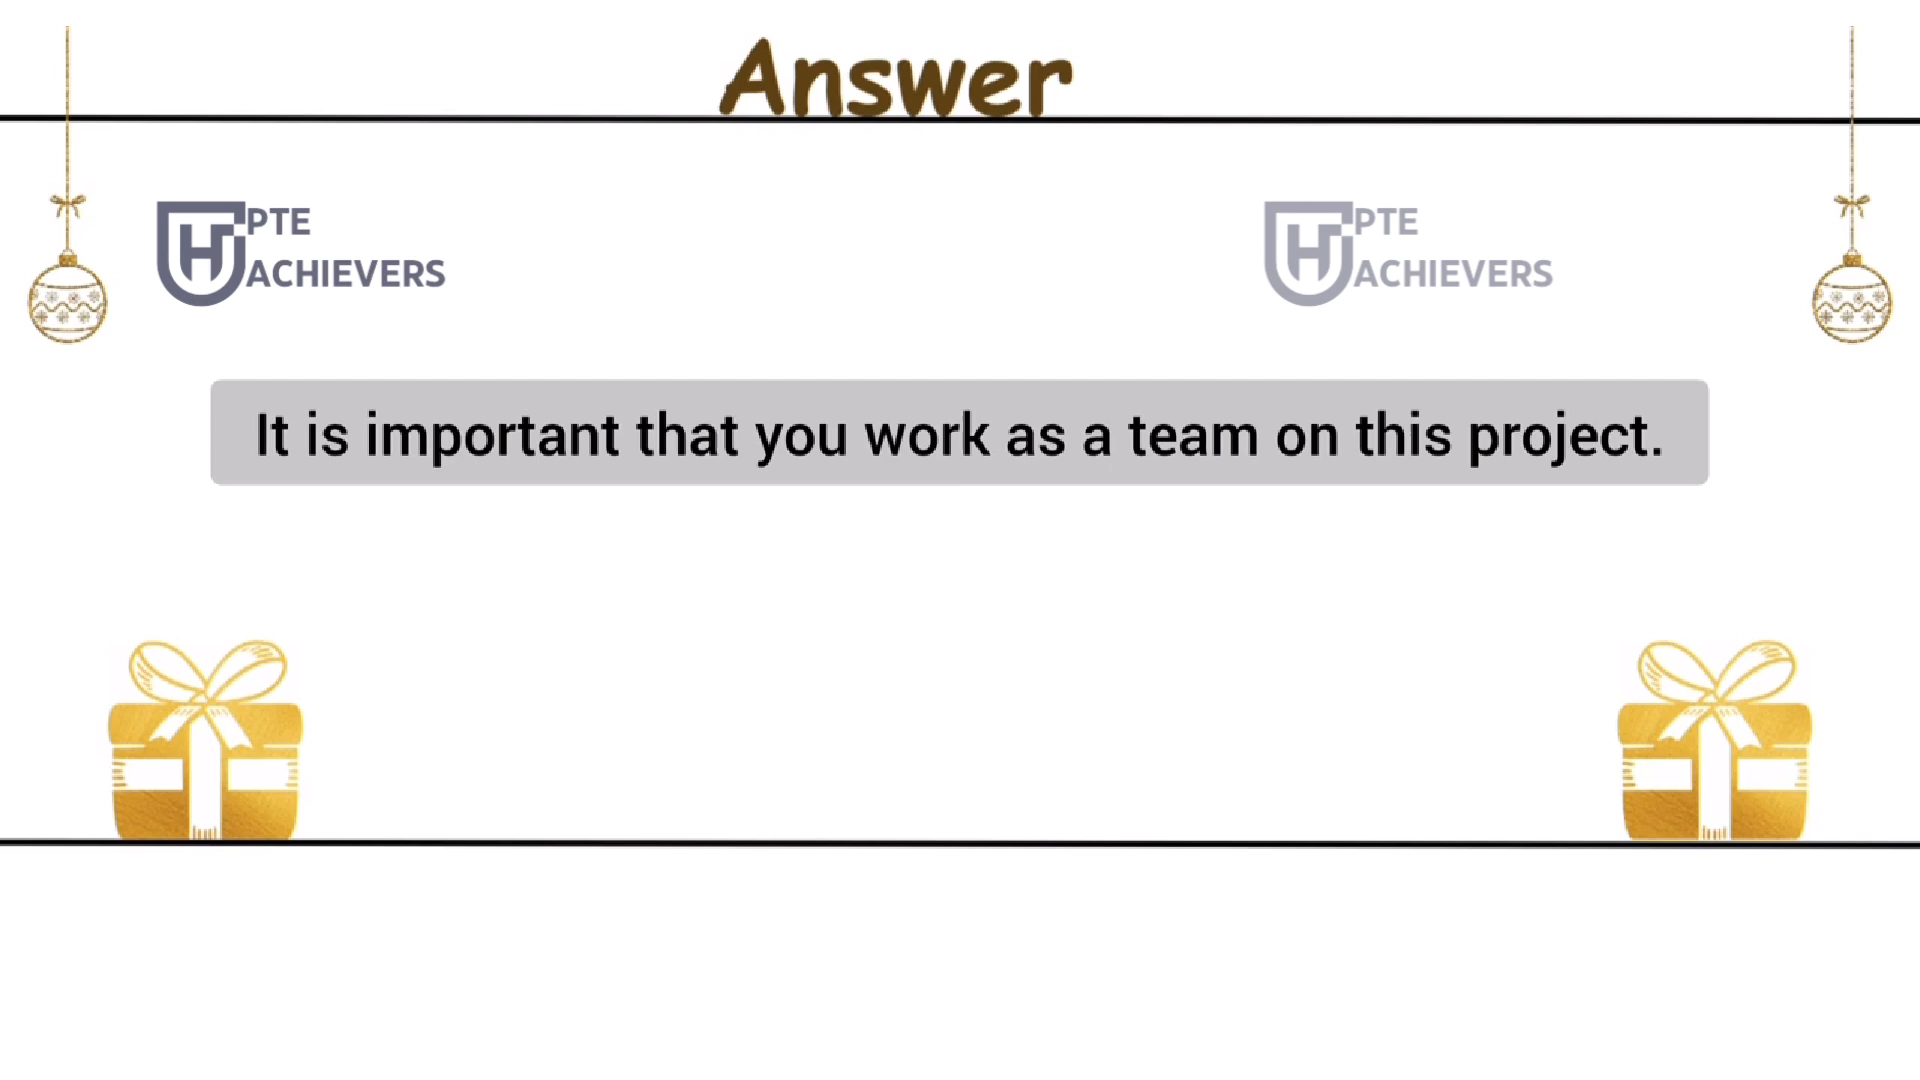 Answer
PTE
ACHIEVERS
PTE
ACHIEVERS
It is important that you work as a team on this project.